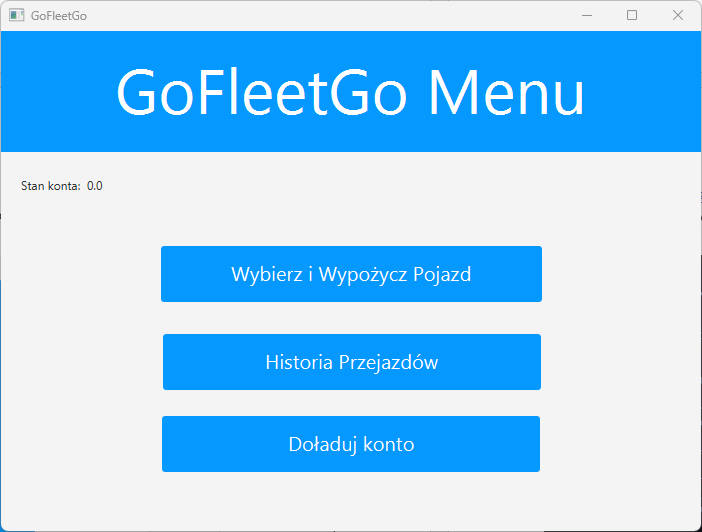 GoFleetGo
GoFleetGo Menu
Stan konta: 0.0
Wybierz i Wypożycz Pojazd
Historia Przejazdów
Doładuj konto